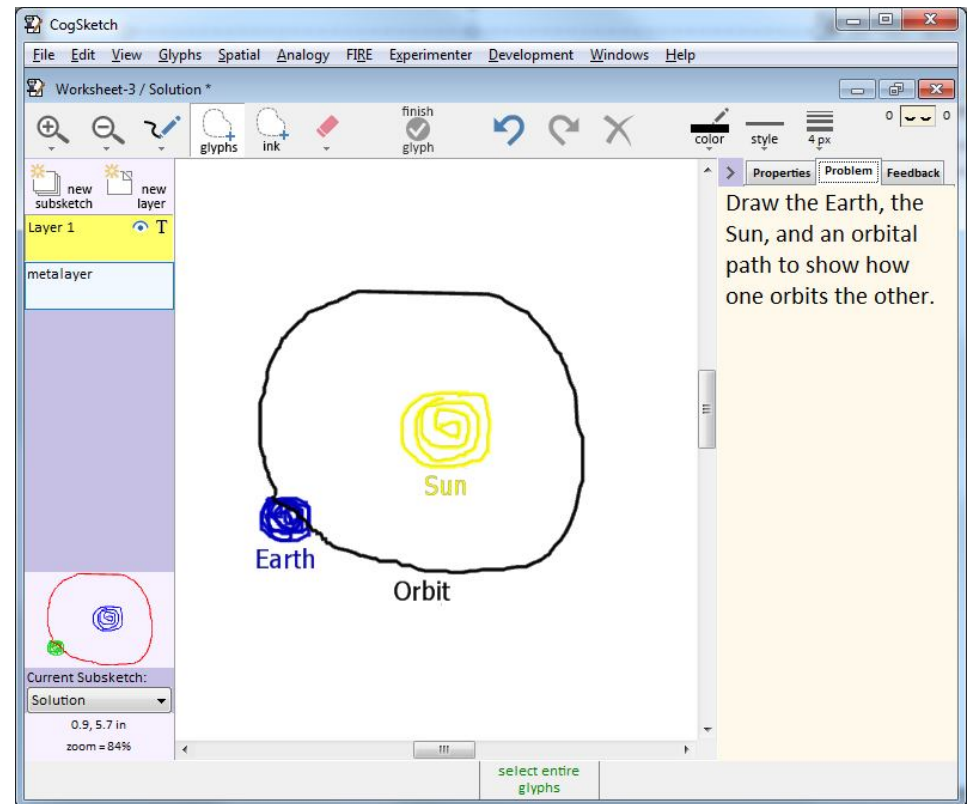 CogSketch
File Edit View Glyphs Spatial Analogy FIRE Experimenter Development Windows Help
Worksheet-3 / Solution *
glyphs
ink
finish
glyph
color
style
4 px
0
0
new
subsketch
new
layer
Layer 1
T
metalayer
Sun
Earth
Orbit
Properties Problem Feedback
Draw the Earth, the
Sun, and an orbital
path to show how
one orbits the other.
Current Subsketch:
Solution
0.9, 5.7 in
zoom = 84%
select entire
glyphs